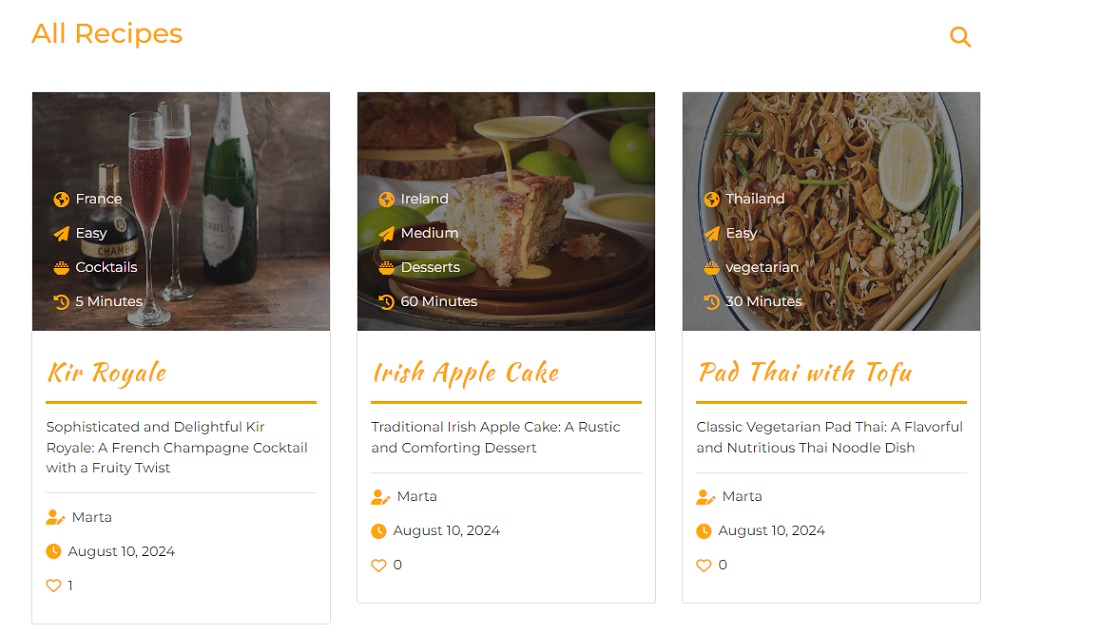 All Recipes
France
Easy
Cocktails
5 Minutes
CHAMB
Kir Royale
Sophisticated and Delightful Kir
Royale: A French Champagne Cocktail
with a Fruity Twist
Marta
August 10, 2024
1
Ireland
Medium
Desserts
60 Minutes
Irish Apple Cake
Traditional Irish Apple Cake: A Rustic
and Comforting Dessert
Marta
August 10, 2024
0
Thailand
Easy
vegetarian
30 Minutes
Pad Thai with Tofu
Classic Vegetarian Pad Thai: A Flavorful
and Nutritious Thai Noodle Dish
Marta
August 10, 2024
0